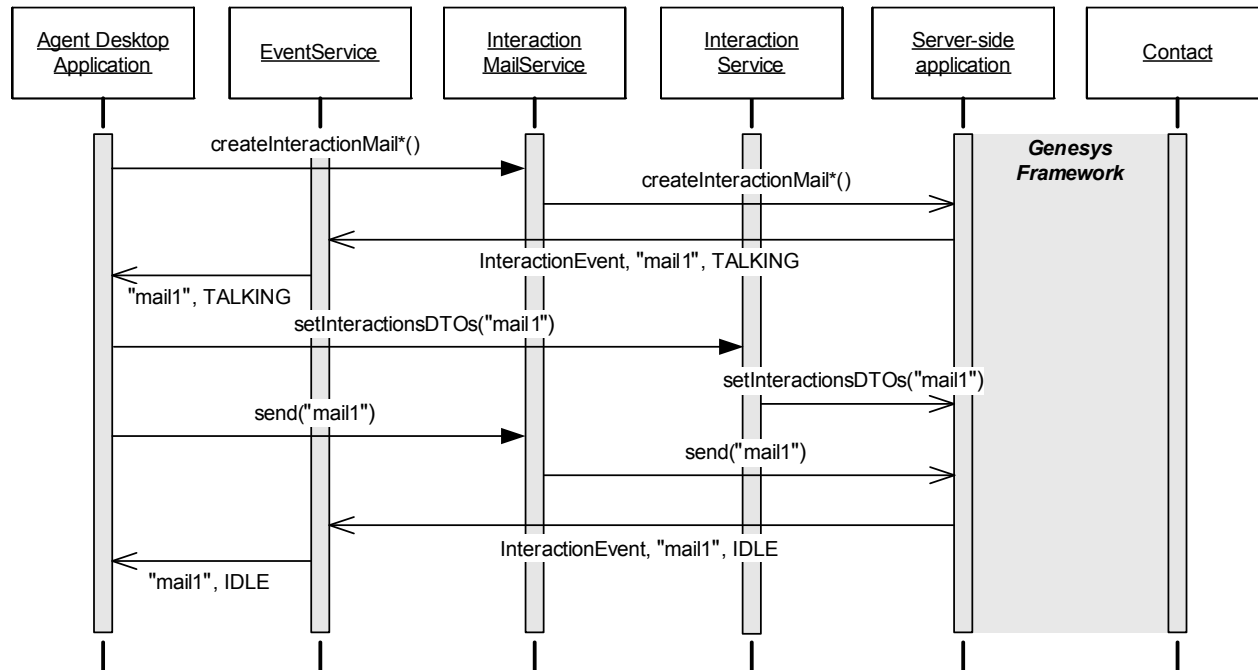 Agent Desktop
Application
EventService
Interaction
MailService
Interaction
Service
Server-side
application
Contact
createInteractionMail*()
Genesys
Framework
createInteractionMail*()
InteractionEvent, "mail1", TALKING
"mail1", TALKING
setInteractionsDTOs("mail1")
setInteractionsDTOs("mail1")
send("mail1")
send("mail1")
InteractionEvent, "mail1", IDLE
"mail1", IDLE